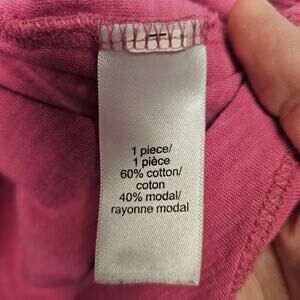 1 piece/
1 pièce
60% cotton/
coton
40% modal/
rayonne modal